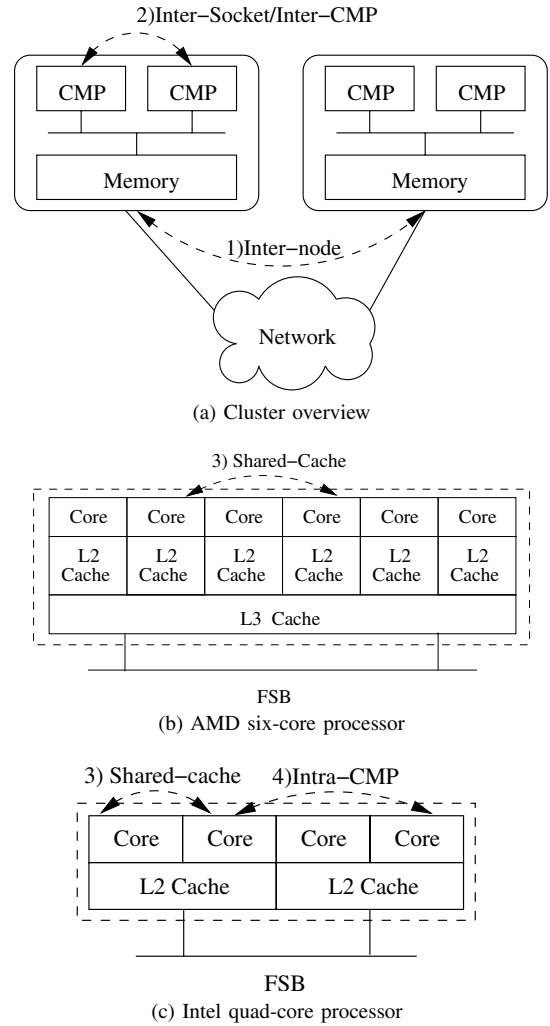 2)Inter−Socket/Inter−CMP
CMP CMP CMP CMP
Memory Memory
1)Inter−node
Network
(a) Cluster overview
3) Shared−Cache
Core Core Core Core Core Core
L2 Cache L2 Cache L2 Cache L2 Cache L2 Cache L2 Cache
L3 Cache
FSB
(b) AMD six-core processor
3) Shared−cache 4)Intra−CMP
Core Core Core Core
L2 Cache L2 Cache
FSB
(c) Intel quad-core processor